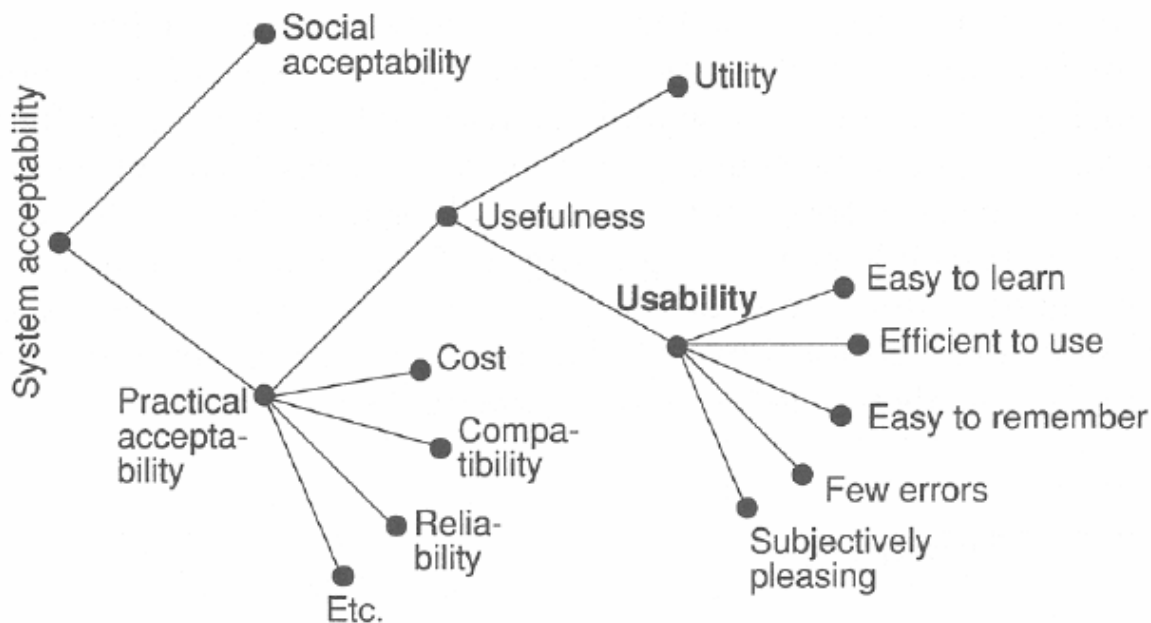 System acceptability
Social
acceptability
Utility
Usefulness
Usability
Easy to learn
Efficient to use
Easy to remember
Few errors
Subjectively
pleasing
Practical
accepta-
bility
Cost
Compa-
tibility
Relia-
bility
Etc.